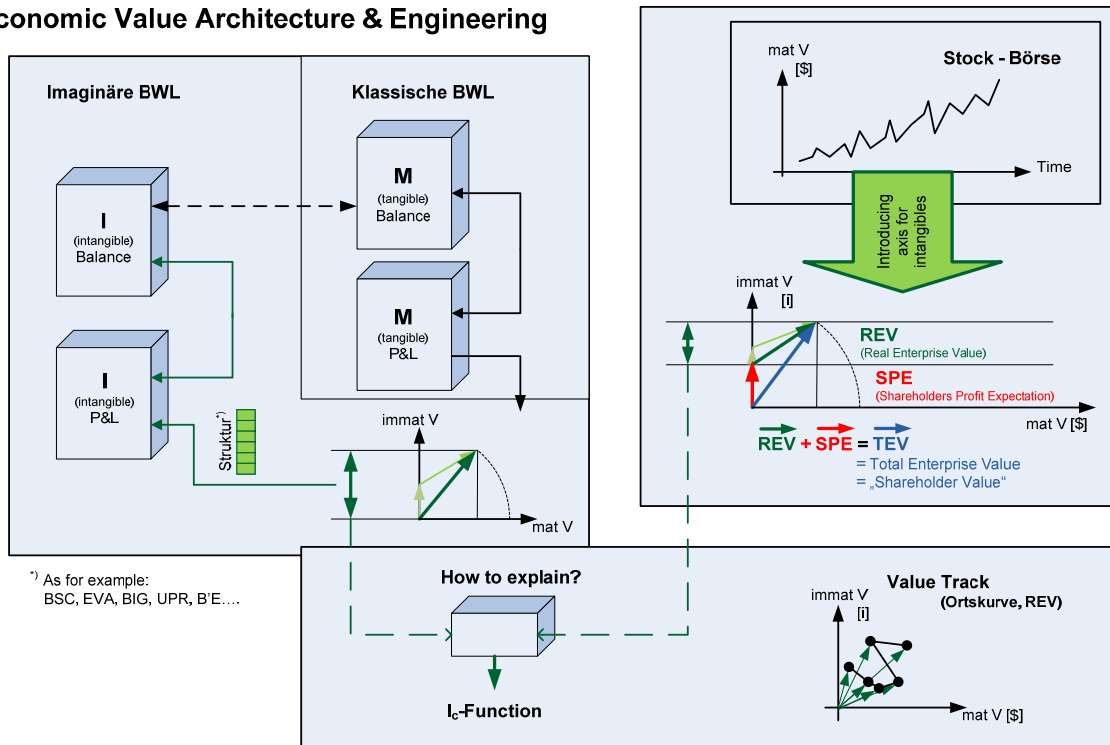 conomic Value Architecture & Engineering
Imaginäre BWL
Klassische BWL
I
(intangible)
Balance
M
(tangible)
Balance
I
(intangible)
P&L
M
(tangible)
P&L
Struktur*)
immat V
mat V
*) As for example:
BSC, EVA, BIG, UPR, B'E....
mat V
[$]
Stock - Börse
Time
Introducing
axis for
intangibles
immat V
[i]
REV
(Real Enterprise Value)
SPE
(Shareholders Profit Expectation)
mat V [$]
REV + SPE = TEV
= Total Enterprise Value
= „Shareholder Value“
How to explain?
Ic-Function
Value Track
(Ortskurve, REV)
immat V
[i]
mat V [$]